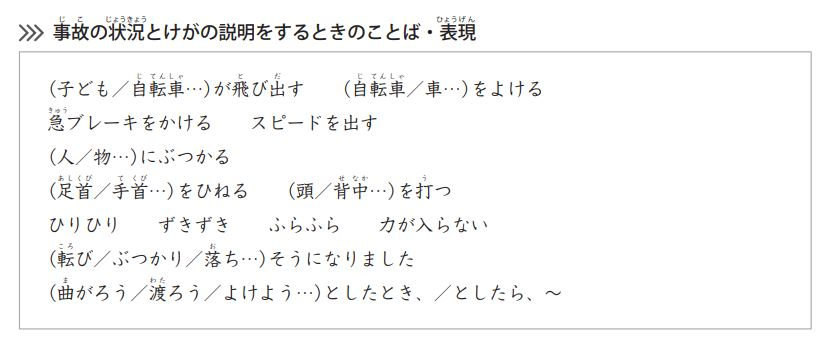 >>> 事故の状況とけがの説明をするときのことば・表現
(子ども／自転車…)が飛び出す　　(自転車／車…)をよける
急ブレーキをかける　　スピードを出す
(人／物…)にぶつかる
(足首／手首…)をひねる　　(頭／背中…)を打つ
ひりひり　　ずきずき　　ふらふら　　力が入らない
(転び／ぶつかり／落ち…)そうになりました
(曲がろう／渡ろう／よけよう…)としたとき、／としたら、～